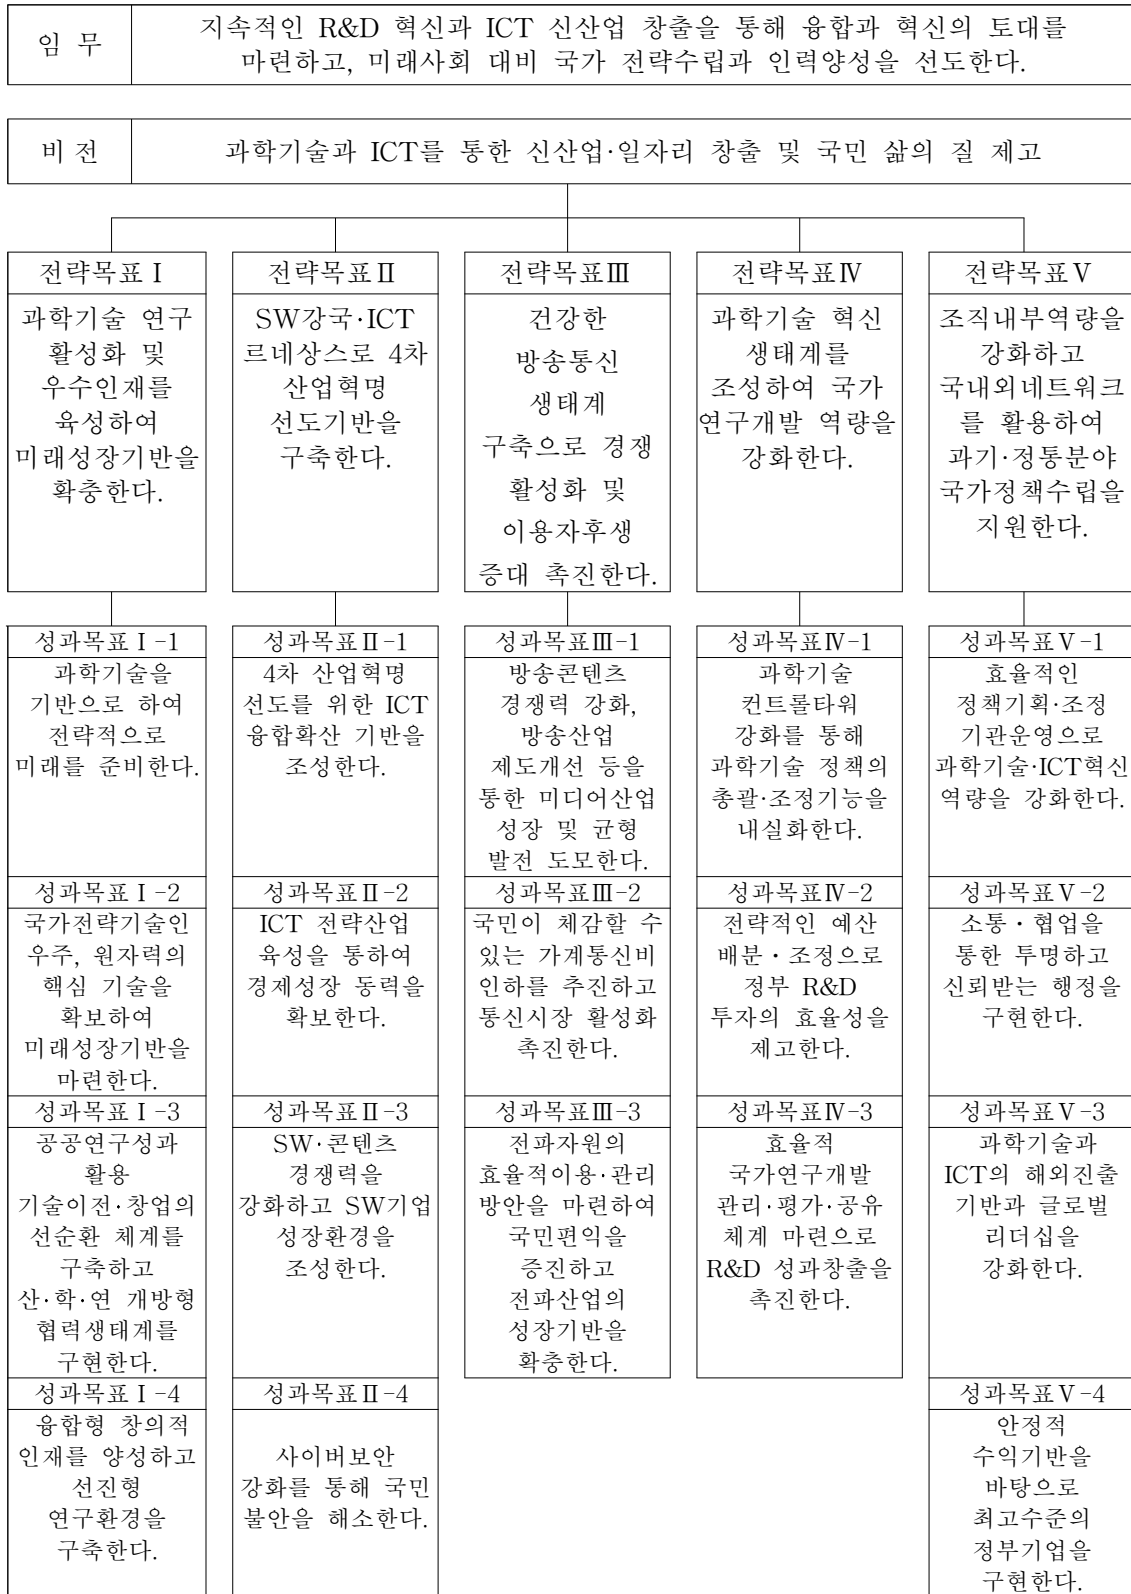 임 무
지속적인 R&D 혁신과 ICT 신산업 창출을 통해 융합과 혁신의 토대를
마련하고, 미래사회 대비 국가 전략수립과 인력양성을 선도한다.
비 전
과학기술과 ICT를 통한 신산업·일자리 창출 및 국민 삶의 질 제고
전략목표Ⅰ
과학기술 연구
활성화 및
우수인재를
육성하여
미래성장기반을
확충한다.
전략목표Ⅱ
SW강국·ICT
르네상스로 4차
산업혁명
선도기반을
구축한다.
전략목표Ⅲ
건강한
방송통신
생태계
구축으로 경쟁
활성화 및
이용자후생
증대 촉진한다.
전략목표Ⅳ
과학기술 혁신
생태계를
조성하여 국가
연구개발 역량을
강화한다.
전략목표Ⅴ
조직내부역량을
강화하고
국내외네트워크
를 활용하여
과기·정통분야
국가정책수립을
지원한다.
성과목표Ⅰ-1
과학기술을
기반으로 하여
전략적으로
미래를 준비한다.
성과목표Ⅱ-1
4차 산업혁명
선도를 위한 ICT
융합확산 기반을
조성한다.
성과목표Ⅲ-1
방송콘텐츠
경쟁력 강화,
방송산업
제도개선 등을
통한 미디어산업
성장 및 균형
발전 도모한다.
성과목표Ⅳ-1
과학기술
컨트롤타워
강화를 통해
과학기술 정책의
총괄·조정기능을
내실화한다.
성과목표Ⅴ-1
효율적인
정책기획·조정
기관운영으로
과학기술·ICT혁신
역량을 강화한다.
성과목표Ⅰ-2
국가전략기술인
우주, 원자력의
핵심 기술을
확보하여
미래성장기반을
마련한다.
성과목표Ⅱ-2
ICT 전략산업
육성을 통하여
경제성장 동력을
확보한다.
성과목표Ⅲ-2
국민이 체감할 수
있는 가계통신비
인하를 추진하고
통신시장 활성화
촉진한다.
성과목표Ⅳ-2
전략적인 예산
배분・조정으로
정부 R&D
투자의 효율성을
제고한다.
성과목표Ⅴ-2
소통・협업을
통한 투명하고
신뢰받는 행정을
구현한다.
성과목표Ⅰ-3
공공연구성과
활용
기술이전·창업의
선순환 체계를
구축하고
산·학·연 개방형
협력생태계를
구현한다.
성과목표Ⅱ-3
SW·콘텐츠
경쟁력을
강화하고 SW기업
성장환경을
조성한다.
성과목표Ⅲ-3
전파자원의
효율적이용·관리
방안을 마련하여
국민편익을
증진하고
전파산업의
성장기반을
확충한다.
성과목표Ⅳ-3
효율적
국가연구개발
관리·평가·공유
체계 마련으로
R&D 성과창출을
촉진한다.
성과목표Ⅴ-3
과학기술과
ICT의 해외진출
기반과 글로벌
리더십을
강화한다.
성과목표Ⅰ-4
융합형 창의적
인재를 양성하고
선진형
연구환경을
구축한다.
성과목표Ⅱ-4
사이버보안
강화를 통해 국민
불안을 해소한다.
성과목표Ⅴ-4
안정적
수익기반을
바탕으로
최고수준의
정부기업을
구현한다.